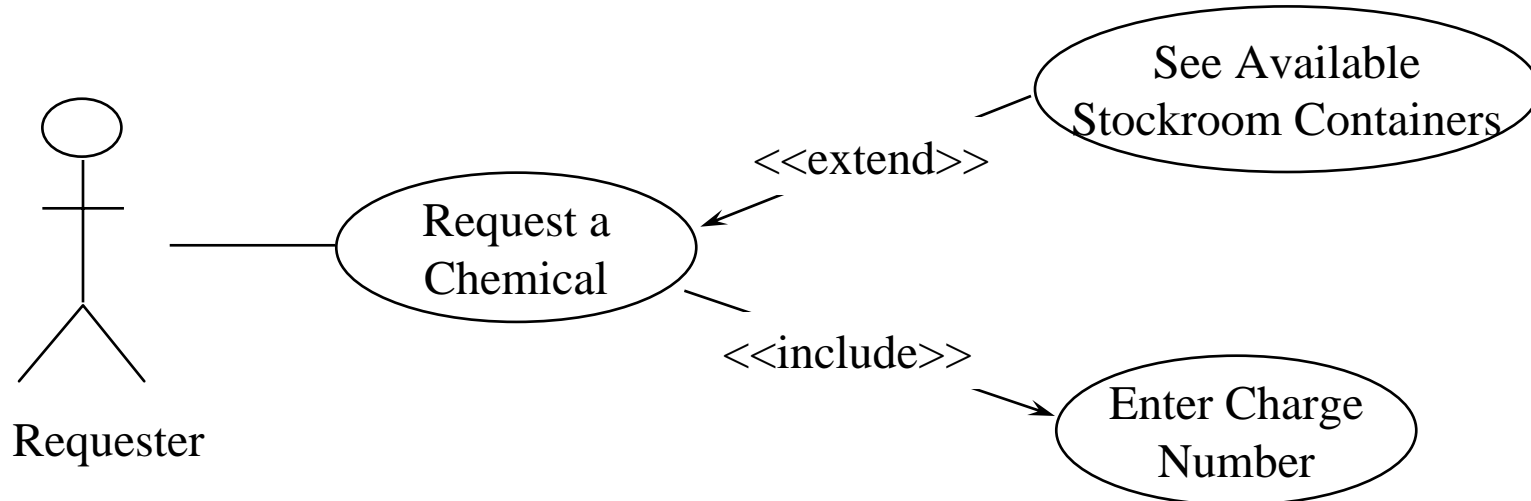 See Available
Stockroom Containers
<<extend>>
Request a
Chemical
<<include>>
Enter Charge
Number
Requester